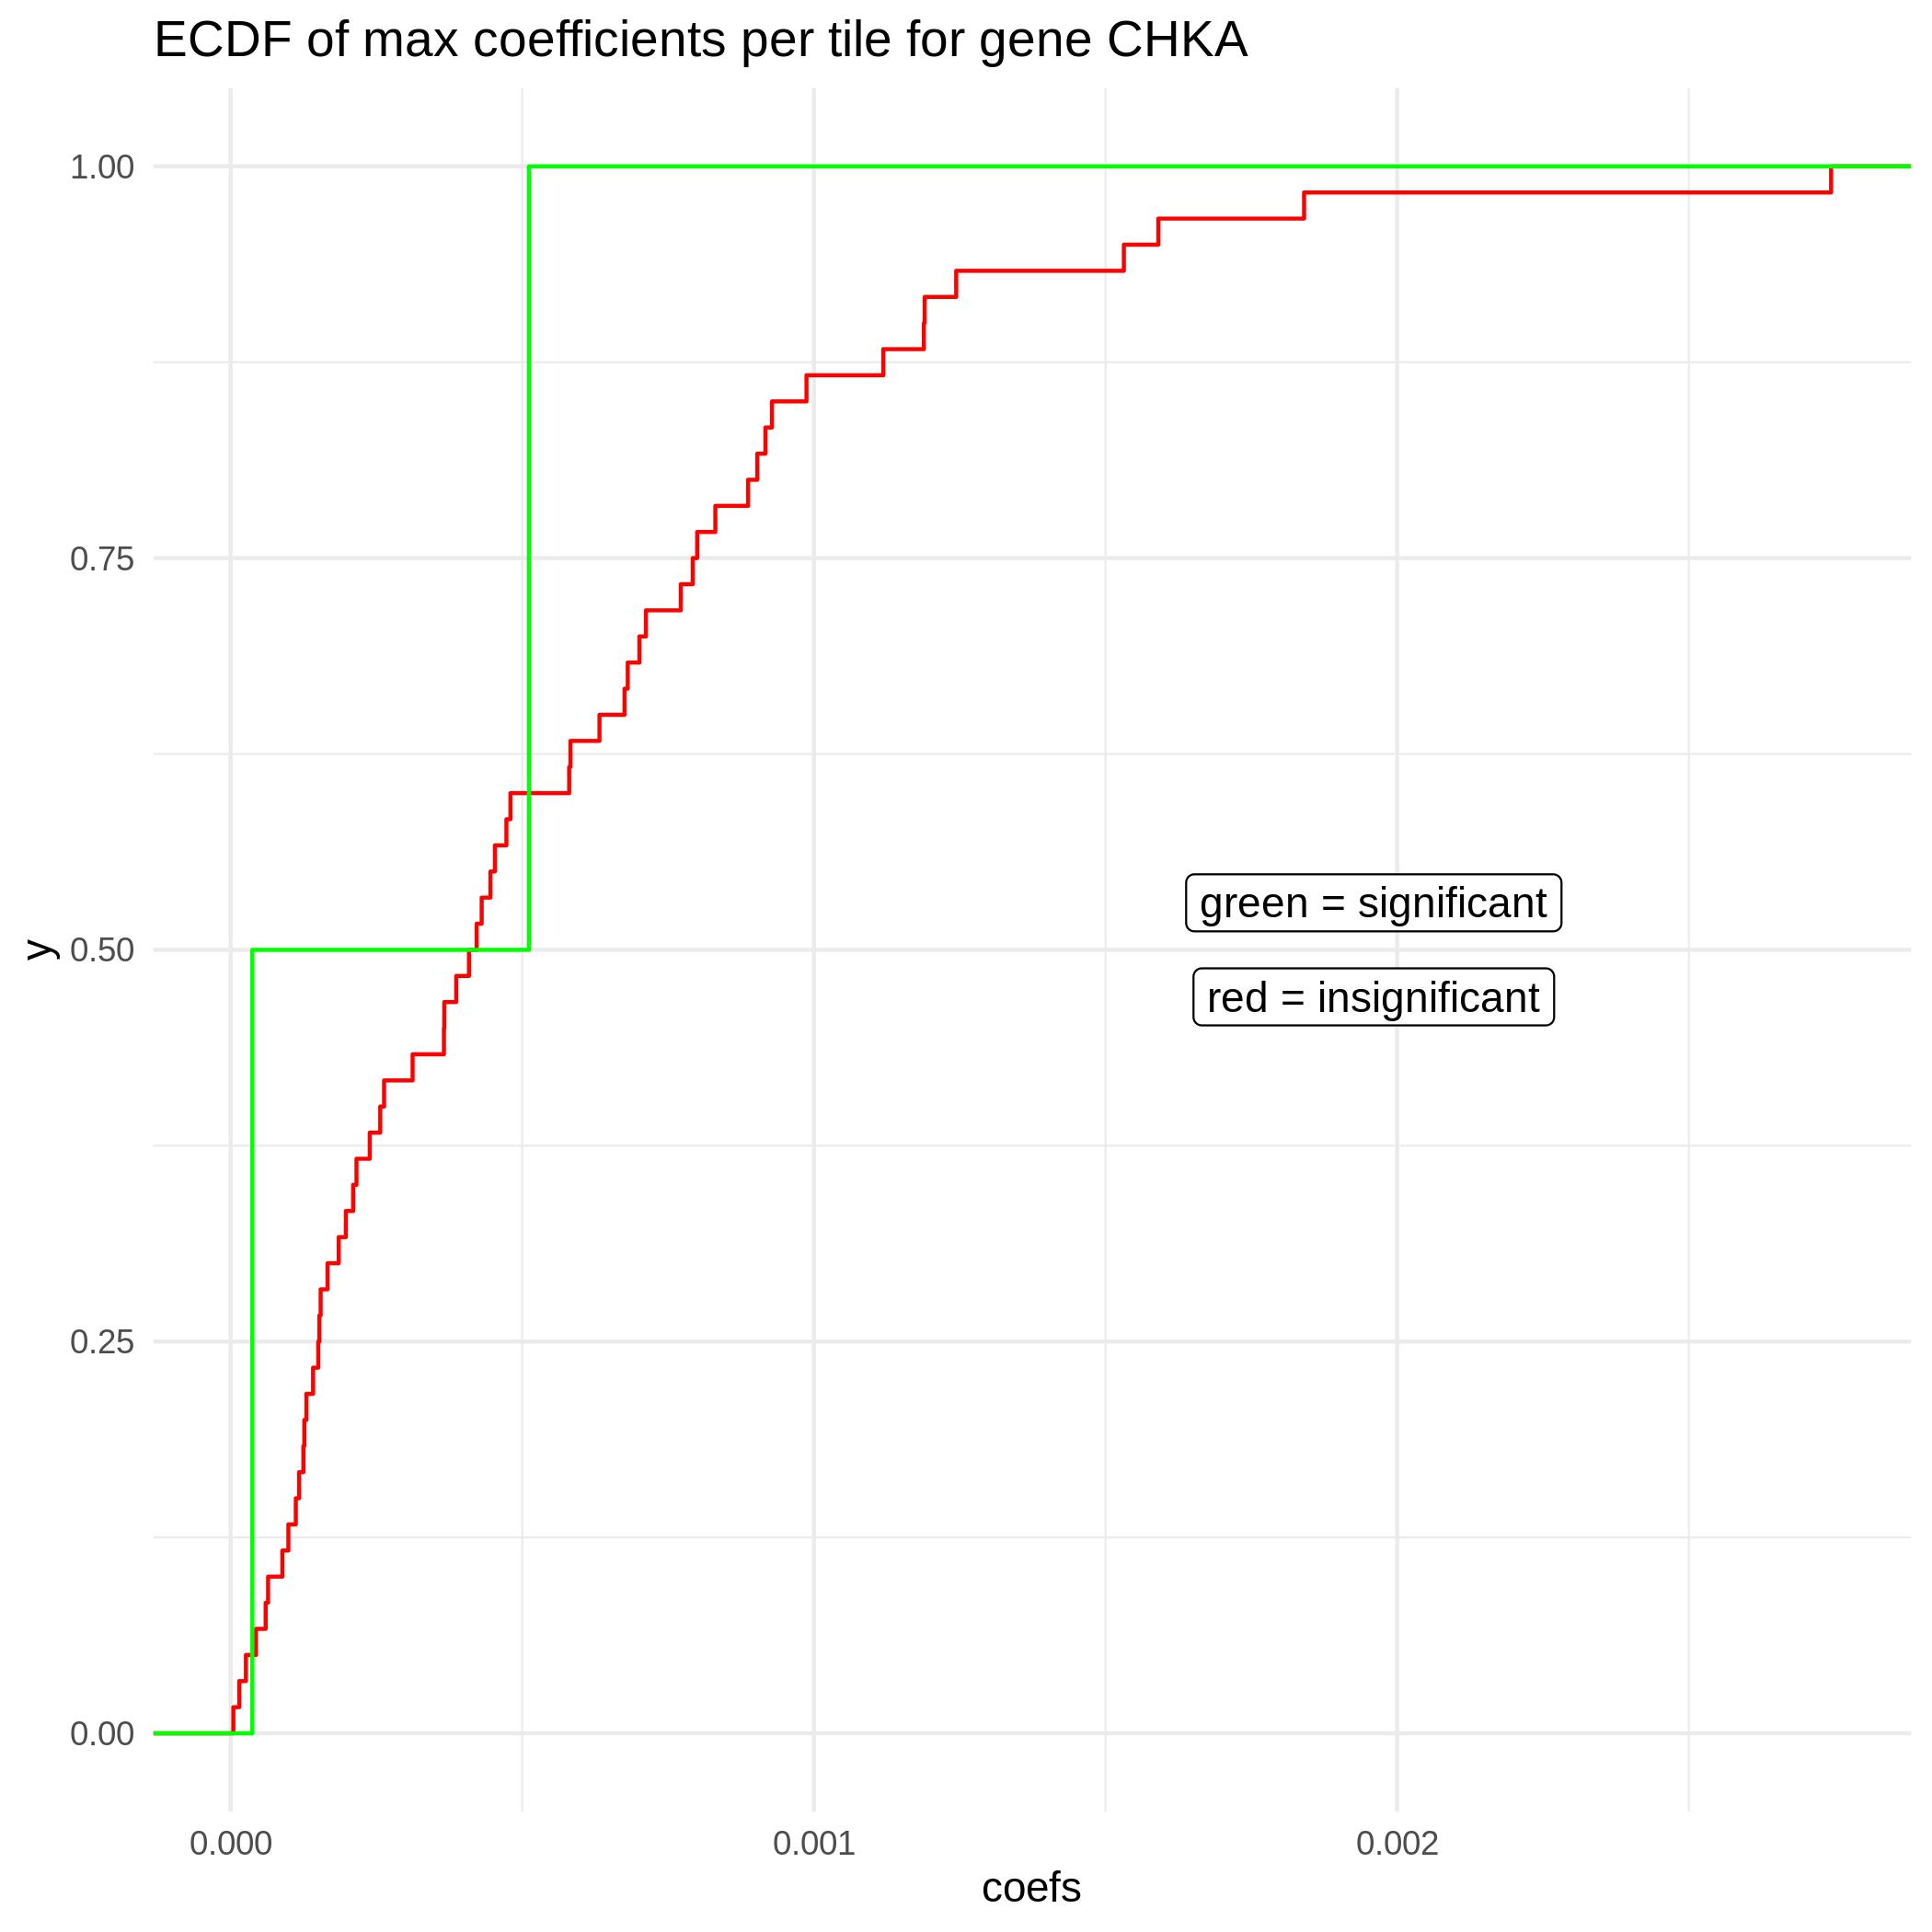 ECDF of max coefficients per tile for gene CHKA
1.00
0.75
0.50
0.25
0.00
y
green = significant
red = insignificant
0.000
0.001
0.002
coefs